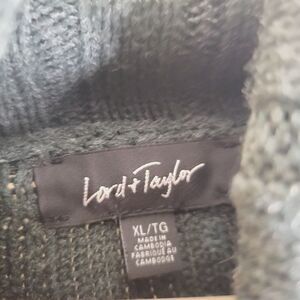 Lord + Taylor
XL/TG
MADE IN
CAMBODIA
FABRIQUÉ AU
CAMBODGE